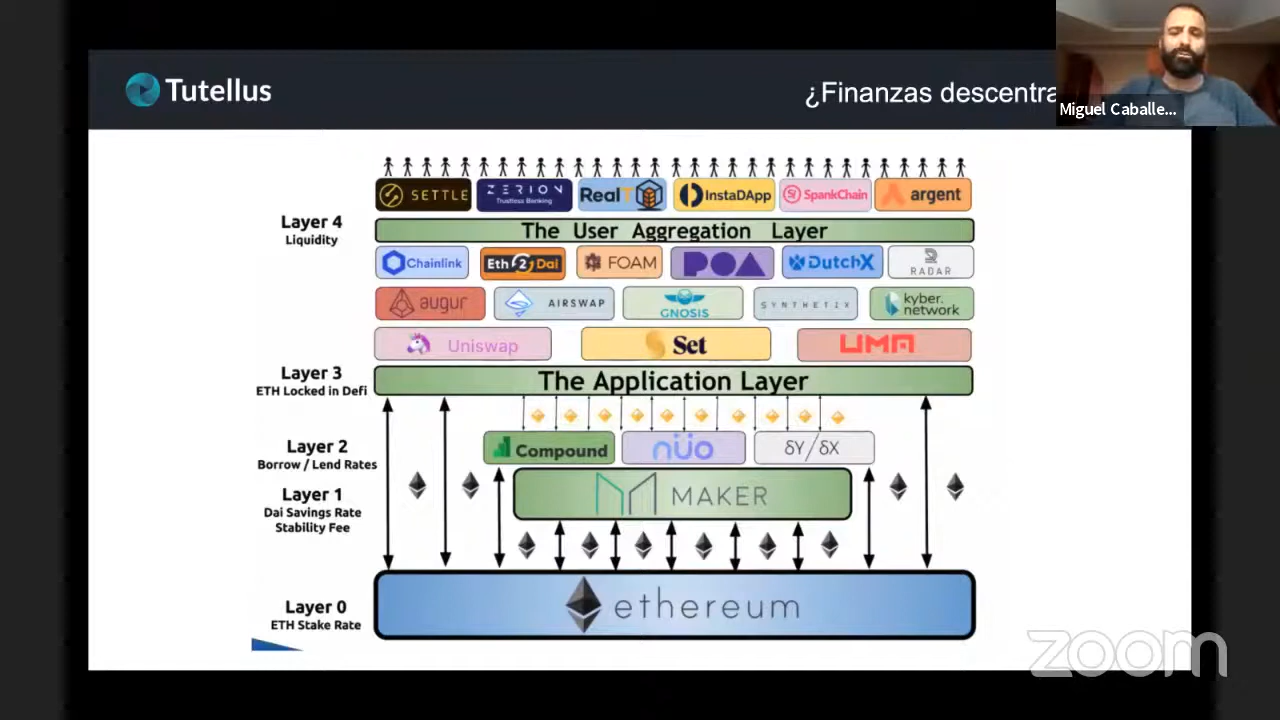 Tutellus
¿Finanzas descentra
Miguel Caballe...
SETTLE
ZERION
Trustless Banking
RealT
InstaDApp
SpankChain
argent
Layer 4
Liquidity
The User Aggregation Layer
Chainlink
Eth2Dai
FOAM
POA
DutchX
RADAR
augur
AIRSWAP
GNOSIS
SYNTHETIX
kyber.
network
Uniswap
Set
UMA
Layer 3
ETH Locked in Defi
The Application Layer
Layer 2
Borrow / Lend Rates
Compound
nüo
δY/δX
Layer 1
Dai Savings Rate
Stability Fee
MAKER
Layer 0
ETH Stake Rate
ethereum
zoom